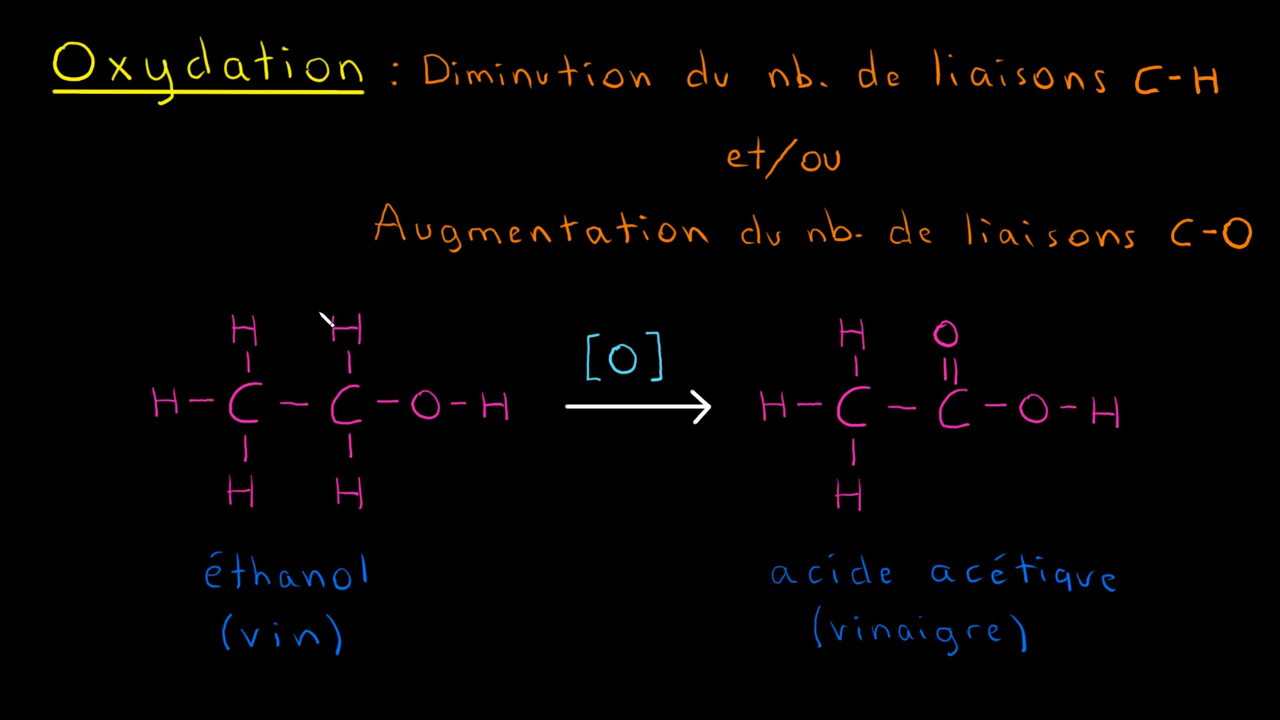 Oxydation : Diminution du nb. de liaisons C-H
et/ou
Augmentation du nb. de liaisons C-O
H H [O] H O
H-C-C-O-H H-C-C-O-H
H H H
éthanol acide acétique
(vin) (vinaigre)